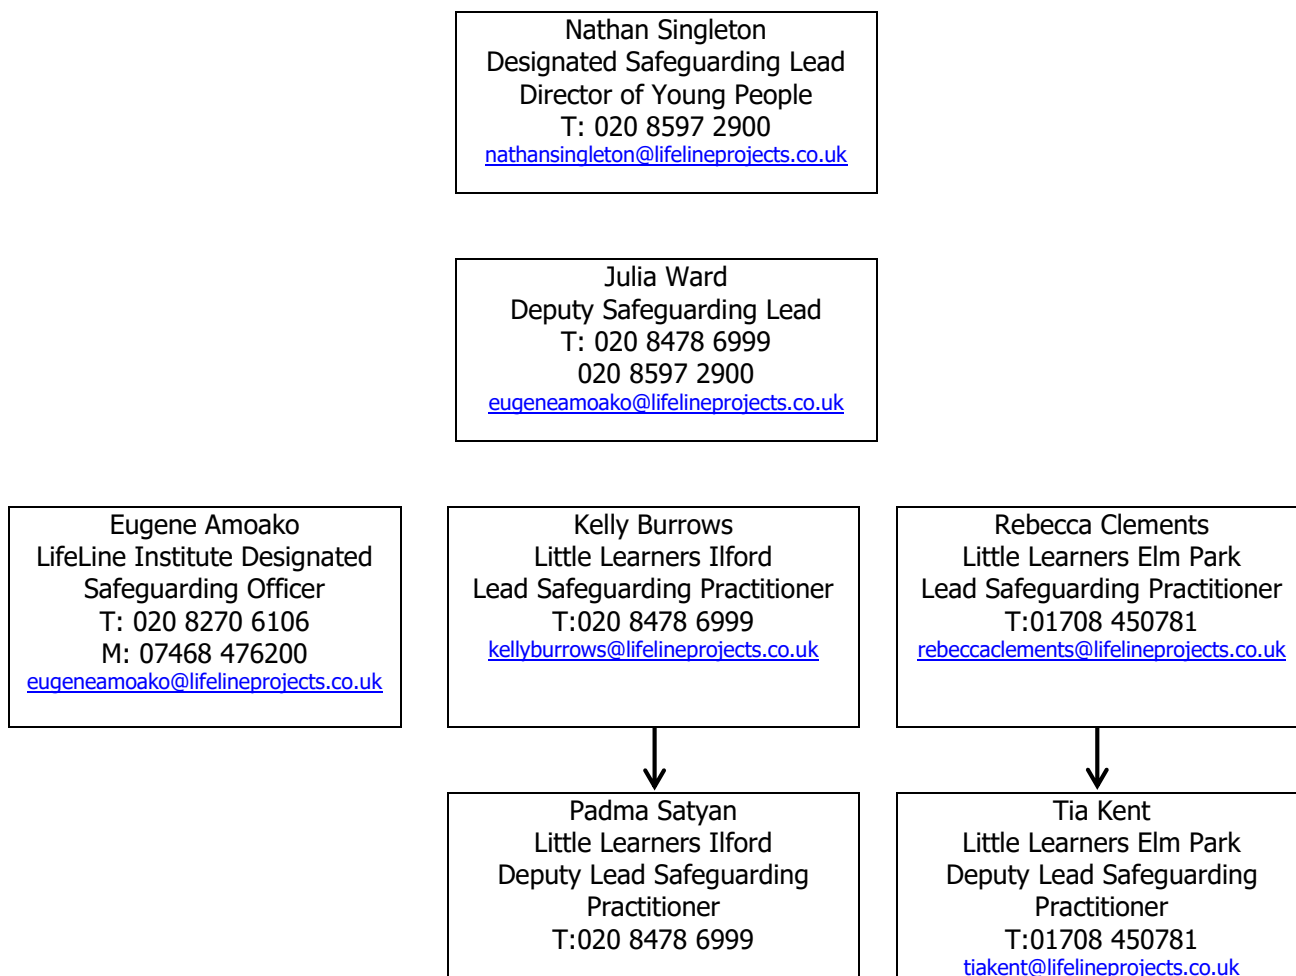 Nathan Singleton
Designated Safeguarding Lead
Director of Young People
T: 020 8597 2900
nathansingleton@lifelineprojects.co.uk
Julia Ward
Deputy Safeguarding Lead
T: 020 8478 6999
020 8597 2900
eugeneamoako@lifelineprojects.co.uk
Eugene Amoako
LifeLine Institute Designated
Safeguarding Officer
T: 020 8270 6106
M: 07468 476200
eugeneamoako@lifelineprojects.co.uk
Kelly Burrows
Little Learners Ilford
Lead Safeguarding Practitioner
T:020 8478 6999
kellyburrows@lifelineprojects.co.uk
Rebecca Clements
Little Learners Elm Park
Lead Safeguarding Practitioner
T:01708 450781
rebeccaclements@lifelineprojects.co.uk
Padma Satyan
Little Learners Ilford
Deputy Lead Safeguarding
Practitioner
T:020 8478 6999
Tia Kent
Little Learners Elm Park
Deputy Lead Safeguarding
Practitioner
T:01708 450781
tiakent@lifelineprojects.co.uk